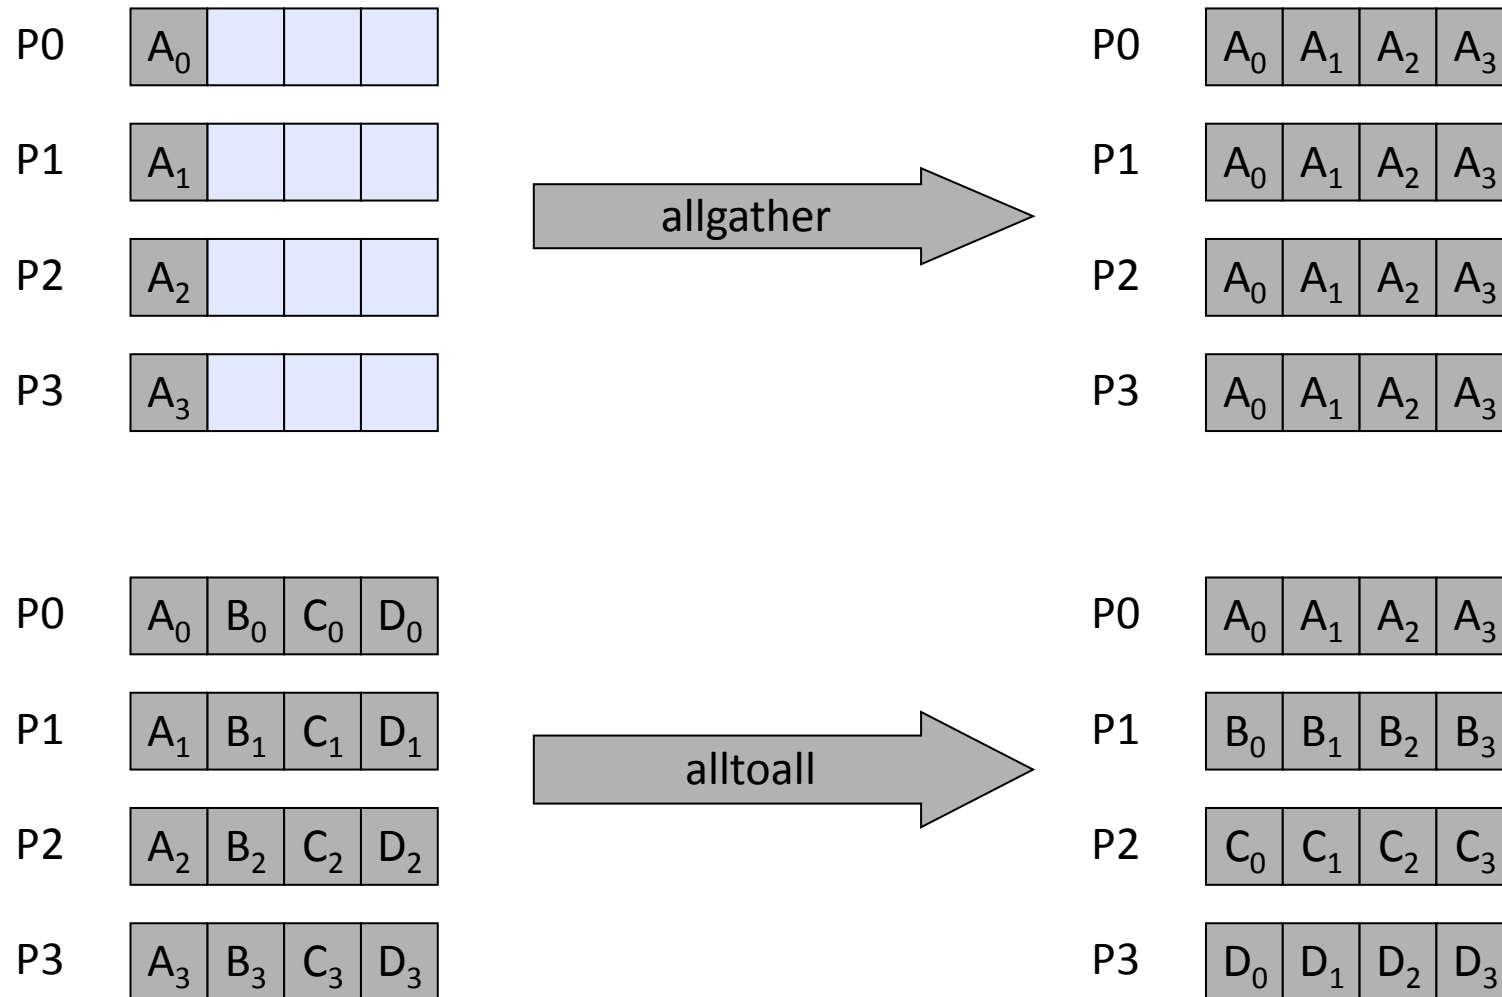 P0 A₀ P0 A₀ A₁ A₂ A₃
P1 A₁ P1 A₀ A₁ A₂ A₃
allgather
P2 A₂ P2 A₀ A₁ A₂ A₃
P3 A₃ P3 A₀ A₁ A₂ A₃
P0 A₀ B₀ C₀ D₀ P0 A₀ A₁ A₂ A₃
P1 A₁ B₁ C₁ D₁ P1 B₀ B₁ B₂ B₃
alltoall
P2 A₂ B₂ C₂ D₂ P2 C₀ C₁ C₂ C₃
P3 A₃ B₃ C₃ D₃ P3 D₀ D₁ D₂ D₃